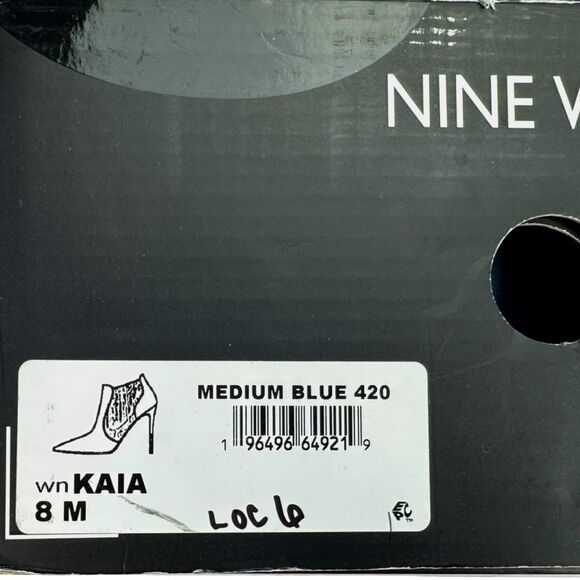 NINE W
MEDIUM BLUE 420
1 96496 64921 9
wn KAIA
8 M
LOC 6